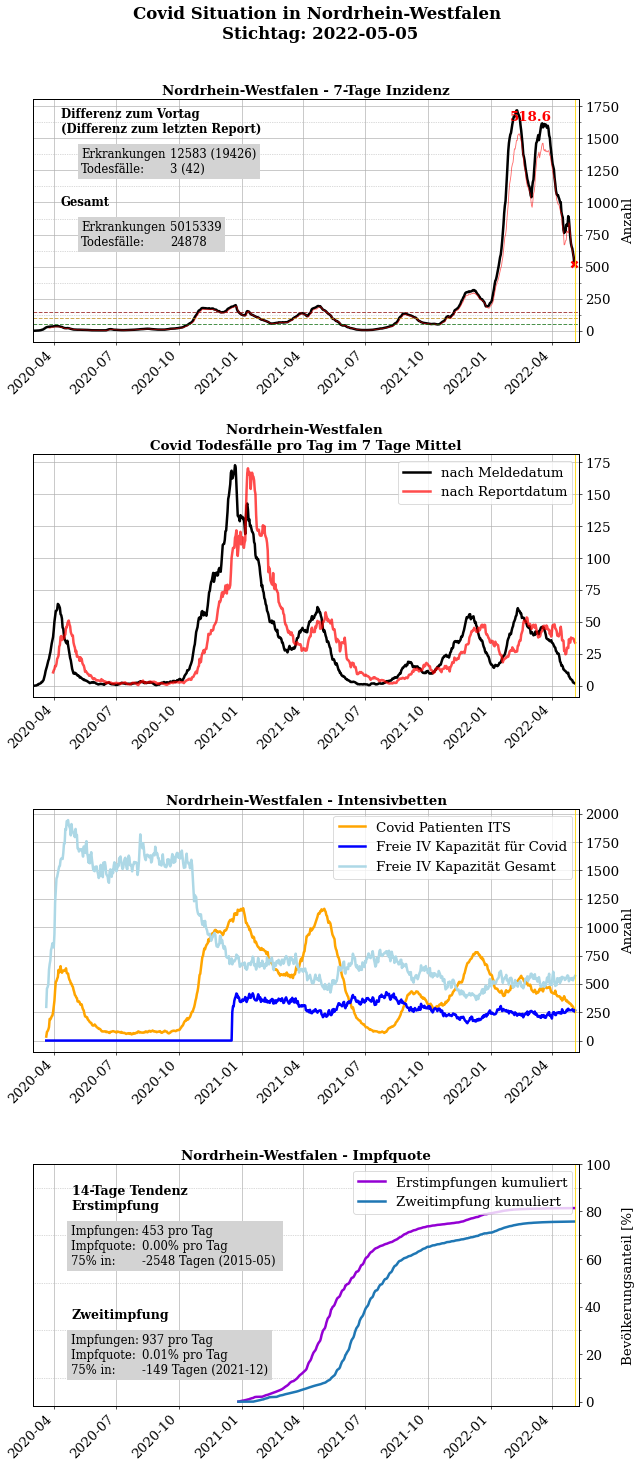 Covid Situation in Nordrhein-Westfalen
Stichtag: 2022-05-05
Nordrhein-Westfalen - 7-Tage Inzidenz
Differenz zum Vortag
(Differenz zum letzten Report)
Erkrankungen 12583 (19426)
Todesfälle: 3 (42)
Gesamt
Erkrankungen 5015339
Todesfälle: 24878
518.6
1750
1500
1250
1000
750
500
250
0
Anzahl
2020-04 2020-07 2020-10 2021-01 2021-04 2021-07 2021-10 2022-01 2022-04
Nordrhein-Westfalen
Covid Todesfälle pro Tag im 7 Tage Mittel
nach Meldedatum
nach Reportdatum
175
150
125
100
75
50
25
0
2020-04 2020-07 2020-10 2021-01 2021-04 2021-07 2021-10 2022-01 2022-04
Nordrhein-Westfalen - Intensivbetten
Covid Patienten ITS
Freie IV Kapazität für Covid
Freie IV Kapazität Gesamt
2000
1750
1500
1250
1000
750
500
250
0
Anzahl
2020-04 2020-07 2020-10 2021-01 2021-04 2021-07 2021-10 2022-01 2022-04
Nordrhein-Westfalen - Impfquote
14-Tage Tendenz
Erstimpfung
Impfungen: 453 pro Tag
Impfquote: 0.00% pro Tag
75% in: -2548 Tagen (2015-05)
Zweitimpfung
Impfungen: 937 pro Tag
Impfquote: 0.01% pro Tag
75% in: -149 Tagen (2021-12)
Erstimpfungen kumuliert
Zweitimpfung kumuliert
100
80
60
40
20
0
Bevölkerungsanteil [%]
2020-04 2020-07 2020-10 2021-01 2021-04 2021-07 2021-10 2022-01 2022-04